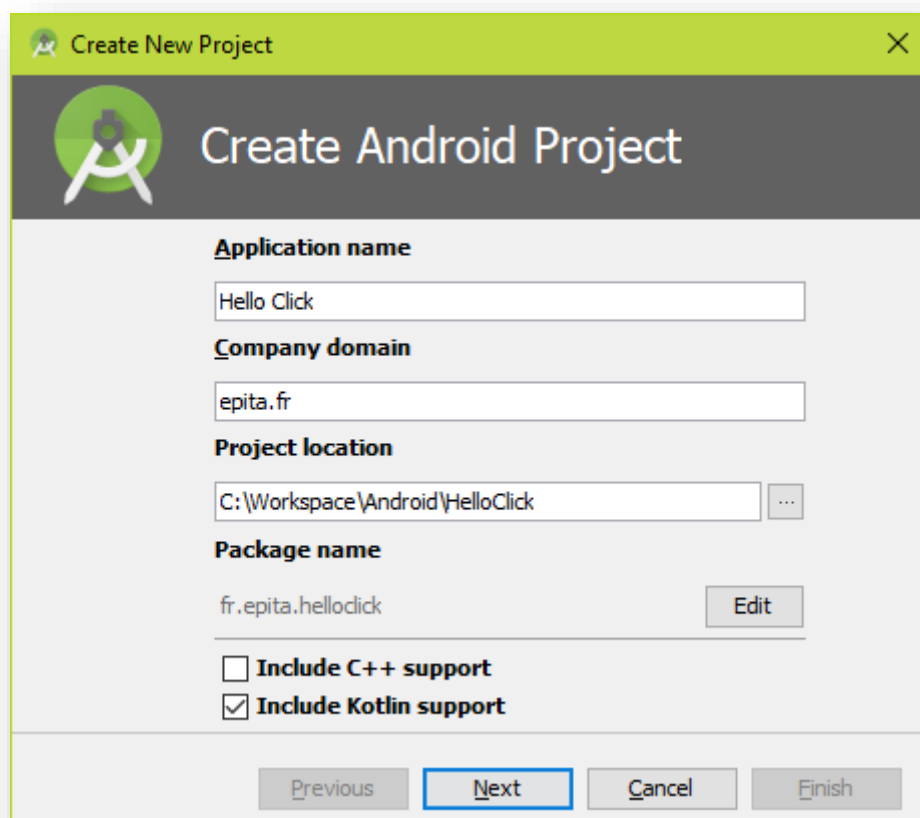 Create New Project
Create Android Project
Application name
Hello Click
Company domain
epita.fr
Project location
C:\Workspace\Android\HelloClick
...
Package name
fr.epita.helloclick
Edit
Include C++ support
Include Kotlin support
Previous Next Cancel Finish